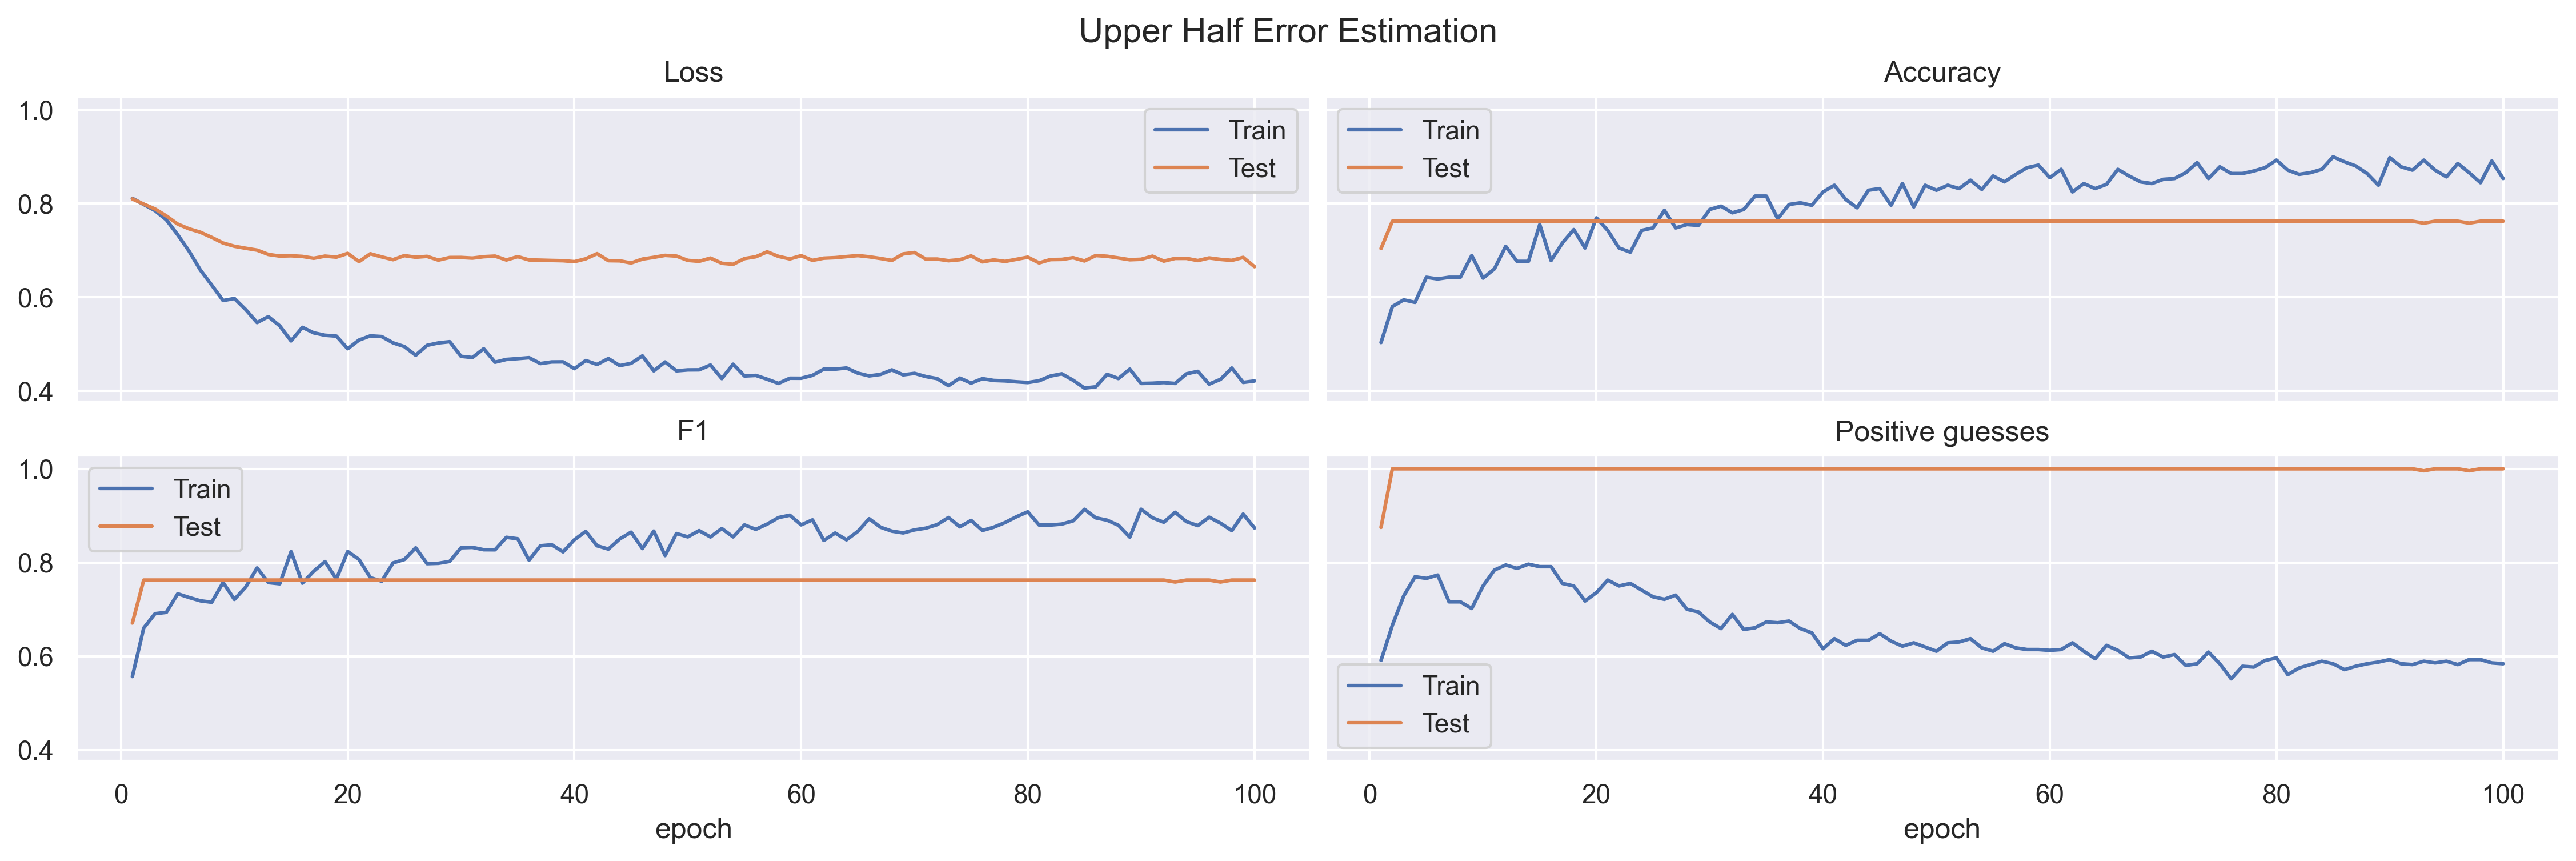 Upper Half Error Estimation
Loss
1.0
0.8
0.6
0.4
Train
Test
Accuracy
Train
Test
F1
1.0
0.8
0.6
0.4
Train
Test
0 20 40 60 80 100
epoch
Positive guesses
Train
Test
0 20 40 60 80 100
epoch